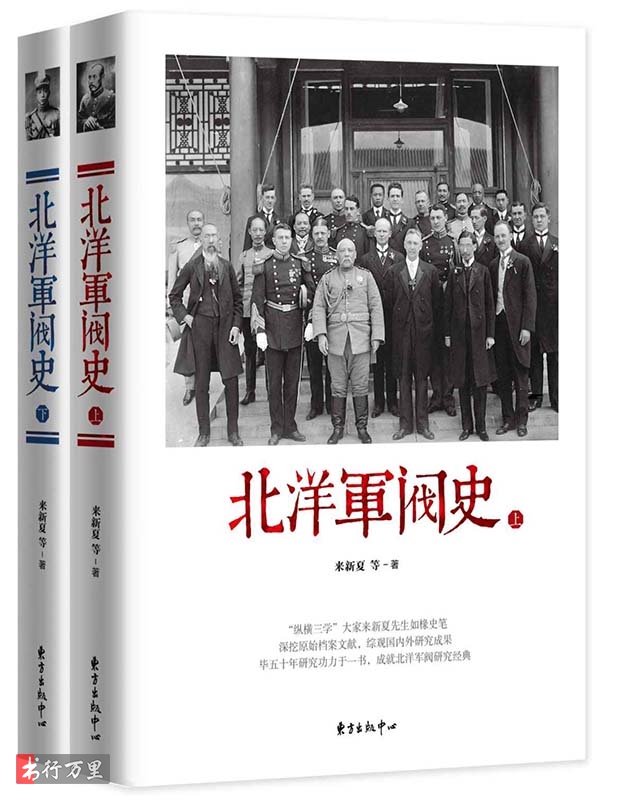 北洋軍阀史
下
来新夏 等 著
东方出版中心
北洋軍阀史
上
来新夏 等 著
东方出版中心
北洋軍阀史 上
来新夏 等—著
“纵横三学”大家来新夏先生如椽史笔
深挖原始档案文献，综观国内外研究成果
毕五十年研究功力于一书，成就北洋军阀研究经典
东方出版中心
书行万里